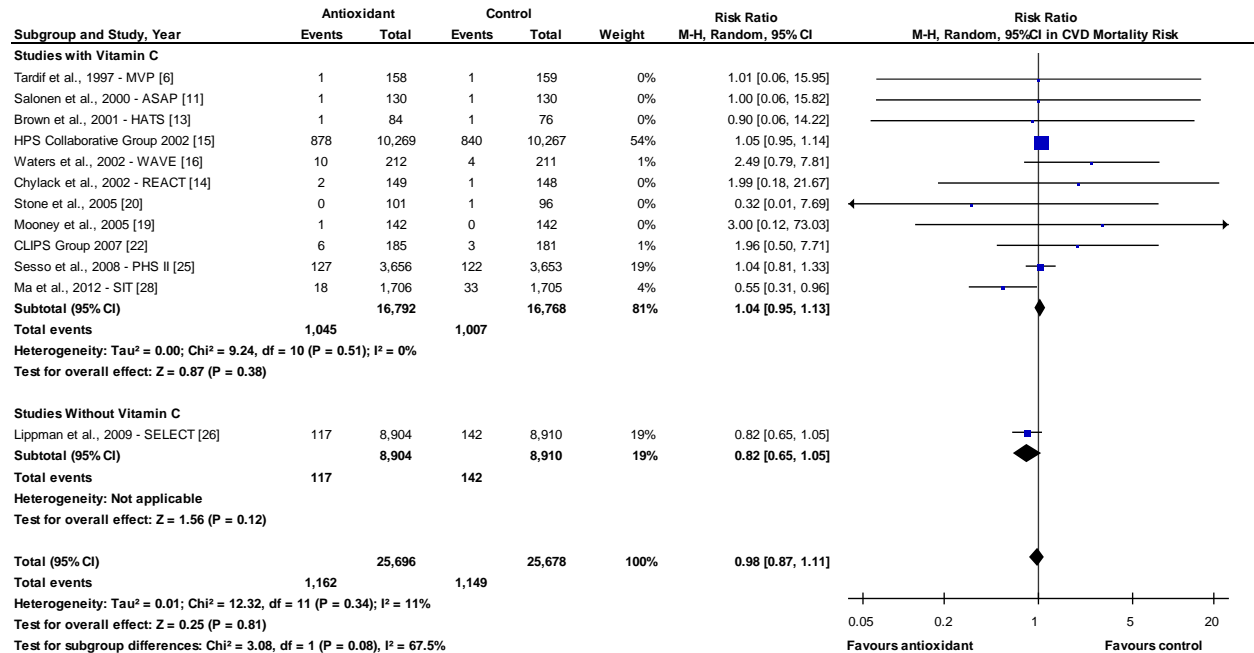 Antioxidant Control Risk Ratio Risk Ratio
Subgroup and Study, Year Events Total Events Total Weight M-H, Random, 95% CI M-H, Random, 95%CI in CVD Mortality Risk
Studies with Vitamin C
Tardif et al., 1997 - MVP [6] 1 158 1 159 0% 1.01 [0.06, 15.95]
Salonen et al., 2000 - ASAP [11] 1 130 1 130 0% 1.00 [0.06, 15.82]
Brown et al., 2001 - HATS [13] 1 84 1 76 0% 0.90 [0.06, 14.22]
HPS Collaborative Group 2002 [15] 878 10,269 840 10,267 54% 1.05 [0.95, 1.14]
Waters et al., 2002 - WAVE [16] 10 212 4 211 1% 2.49 [0.79, 7.81]
Chylack et al., 2002 - REACT [14] 2 149 1 148 0% 1.99 [0.18, 21.67]
Stone et al., 2005 [20] 0 101 1 96 0% 0.32 [0.01, 7.69]
Mooney et al., 2005 [19] 1 142 0 142 0% 3.00 [0.12, 73.03]
CLIPS Group 2007 [22] 6 185 3 181 1% 1.96 [0.50, 7.71]
Sesso et al., 2008 - PHS II [25] 127 3,656 122 3,653 19% 1.04 [0.81, 1.33]
Ma et al., 2012 - SIT [28] 18 1,706 33 1,705 4% 0.55 [0.31, 0.96]
Subtotal (95% CI) 16,792 16,768 81% 1.04 [0.95, 1.13]
Total events 1,045 1,007
Heterogeneity: Tau² = 0.00; Chi² = 9.24, df = 10 (P = 0.51); I² = 0%
Test for overall effect: Z = 0.87 (P = 0.38)
Studies Without Vitamin C
Lippman et al., 2009 - SELECT [26] 117 8,904 142 8,910 19% 0.82 [0.65, 1.05]
Subtotal (95% CI) 8,904 8,910 19% 0.82 [0.65, 1.05]
Total events 117 142
Heterogeneity: Not applicable
Test for overall effect: Z = 1.56 (P = 0.12)
Total (95% CI) 25,696 25,678 100% 0.98 [0.87, 1.11]
Total events 1,162 1,149
Heterogeneity: Tau² = 0.01; Chi² = 12.32, df = 11 (P = 0.34); I² = 11%
Test for overall effect: Z = 0.25 (P = 0.81)
Test for subgroup differences: Chi² = 3.08, df = 1 (P = 0.08), I² = 67.5%
0.05 0.2 1 5 20
Favours antioxidant Favours control